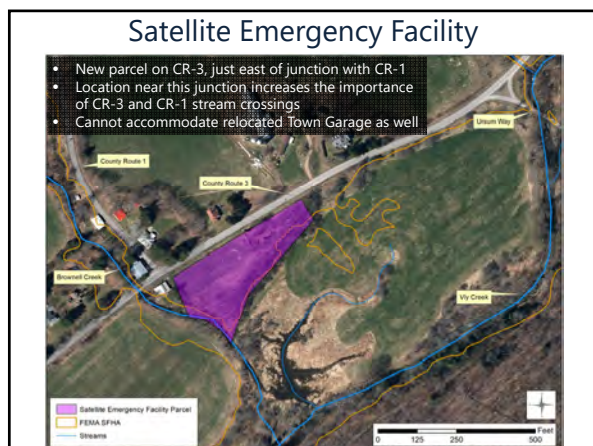 Satellite Emergency Facility
• New parcel on CR-3, just east of junction with CR-1
• Location near this junction increases the importance
of CR-3 and CR-1 stream crossings
• Cannot accommodate relocated Town Garage as well
Ursum Way
County Route 1
County Route 3
Brownell Creek
Vly Creek
Satellite Emergency Facility Parcel
FEMA SFHA
Streams
Feet
0 125 250 500